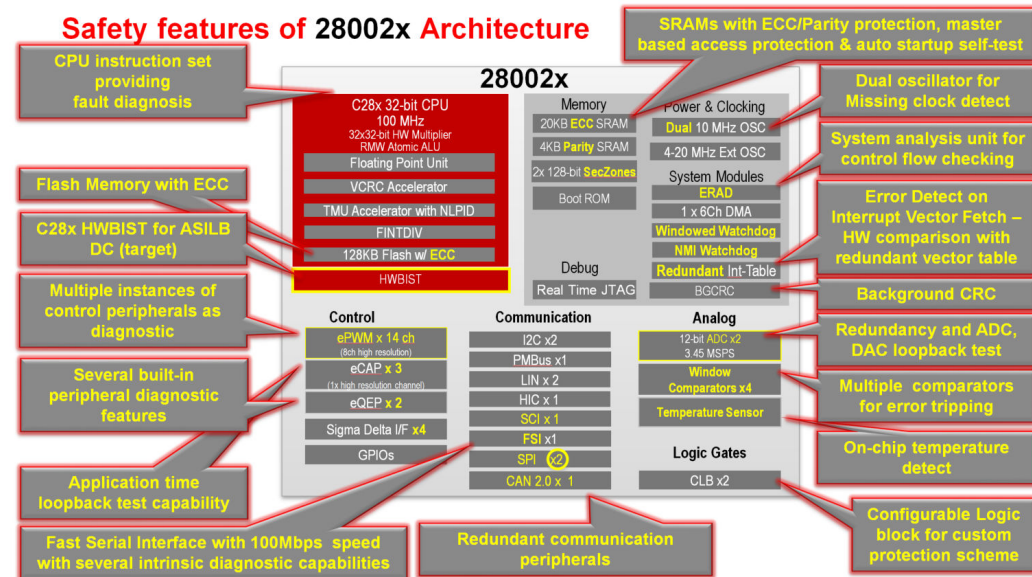 Safety features of 28002x Architecture
SRAMs with ECC/Parity protection, master
based access protection & auto startup self-test
CPU instruction set
providing
fault diagnosis
Flash Memory with ECC
C28x HWBIST for ASILB
DC (target)
Multiple instances of
control peripherals as
diagnostic
Several built-in
peripheral diagnostic
features
Application time
loopback test capability
Fast Serial Interface with 100Mbps speed
with several intrinsic diagnostic capabilities
28002x
C28x 32-bit CPU
100 MHz
32x32-bit HW Multiplier
RMW Atomic ALU
Floating Point Unit
VCRC Accelerator
TMU Accelerator with NLPID
FINTDIV
128KB Flash w/ ECC
HWBIST
Memory
20KB ECC SRAM
4KB Parity SRAM
2x 128-bit SecZones
Boot ROM
Debug
Real Time JTAG
Power & Clocking
Dual 10 MHz OSC
4-20 MHz Ext OSC
System Modules
ERAD
1 x 6Ch DMA
Windowed Watchdog
NMI Watchdog
Redundant Int-Table
BGCRC
Control
ePWM x 14 ch
(8ch high resolution)
eCAP x 3
(1x high resolution channel)
eQEP x 2
Sigma Delta I/F x4
GPIOs
Communication
I2C x2
PMBus x1
LIN x 2
HIC x 1
SCI x 1
FSI x1
SPI x2
CAN 2.0 x 1
Analog
12-bit ADC x2
3.45 MSPS
Window
Comparators x4
Temperature Sensor
Logic Gates
CLB x2
Dual oscillator for
Missing clock detect
System analysis unit for
control flow checking
Error Detect on
Interrupt Vector Fetch –
HW comparison with
redundant vector table
Background CRC
Redundancy and ADC,
DAC loopback test
Multiple comparators
for error tripping
On-chip temperature
detect
Configurable Logic
block for custom
protection scheme
Redundant communication
peripherals